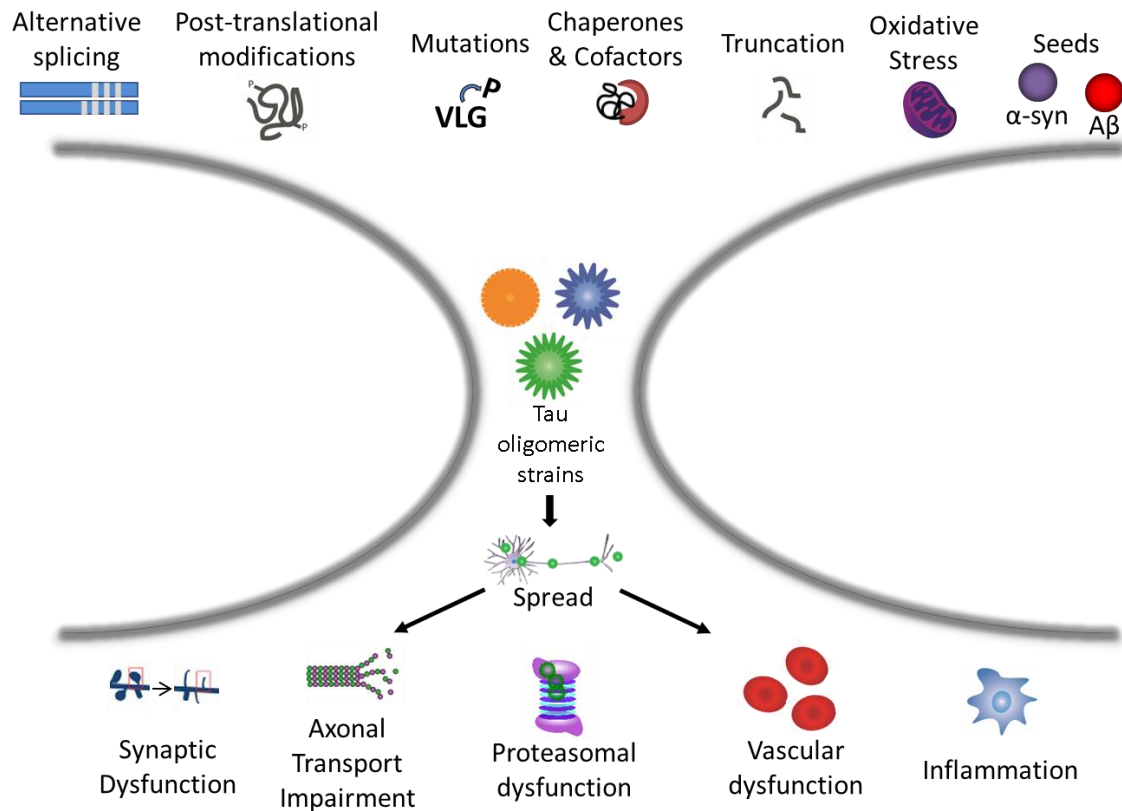 Alternative
splicing
Post-translational
modifications
P
P
Mutations
P
VLG
Chaperones
& Cofactors
Truncation
Oxidative
Stress
Seeds
α-syn
Aβ
Tau
oligomeric
strains
Spread
Synaptic
Dysfunction
Axonal
Transport
Impairment
Proteasomal
dysfunction
Vascular
dysfunction
Inflammation